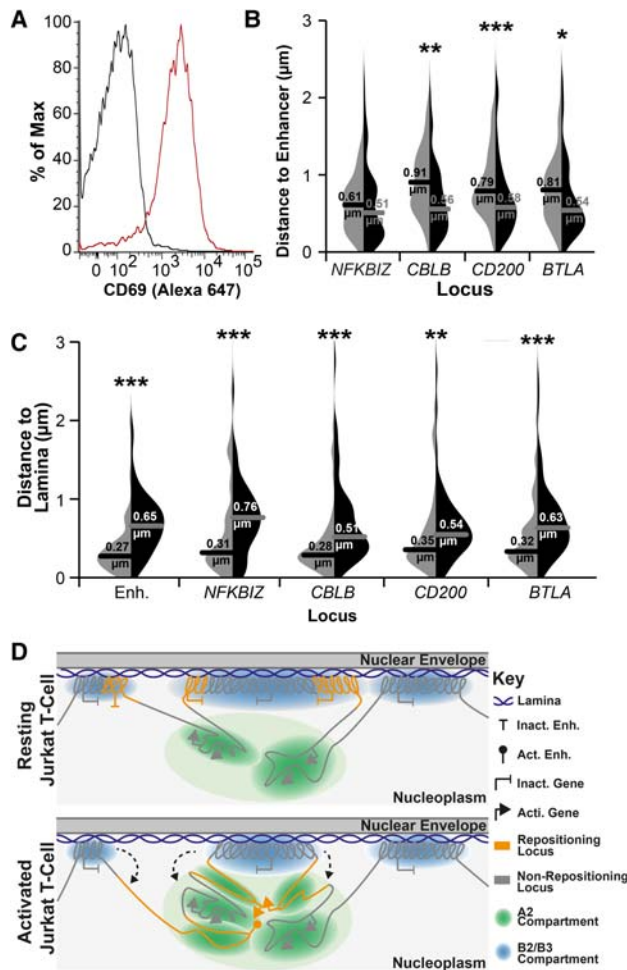 A
% of Max
100
80
60
40
20
0
0 10^2 10^3 10^4 10^5
CD69 (Alexa 647)
B
Distance to Enhancer (µm)
3
2
1
0
** *** *
0.61 µm 0.51 µm
0.91 µm 0.56 µm
0.79 µm 0.58 µm
0.81 µm 0.54 µm
NFKBIZ CBLB CD200 BTLA
Locus
C
Distance to
Lamina (µm)
3
2
1
0
*** *** *** ** ***
0.27 µm 0.65 µm
0.31 µm 0.76 µm
0.28 µm 0.51 µm
0.35 µm 0.54 µm
0.32 µm 0.63 µm
Enh. NFKBIZ CBLB CD200 BTLA
Locus
D
Resting
Jurkat T-Cell
Nuclear Envelope
Nucleoplasm
Activated
Jurkat T-Cell
Nuclear Envelope
Nucleoplasm
Key
Lamina
Inact. Enh.
Act. Enh.
Inact. Gene
Acti. Gene
Repositioning
Locus
Non-Repositioning
Locus
A2
Compartment
B2/B3
Compartment